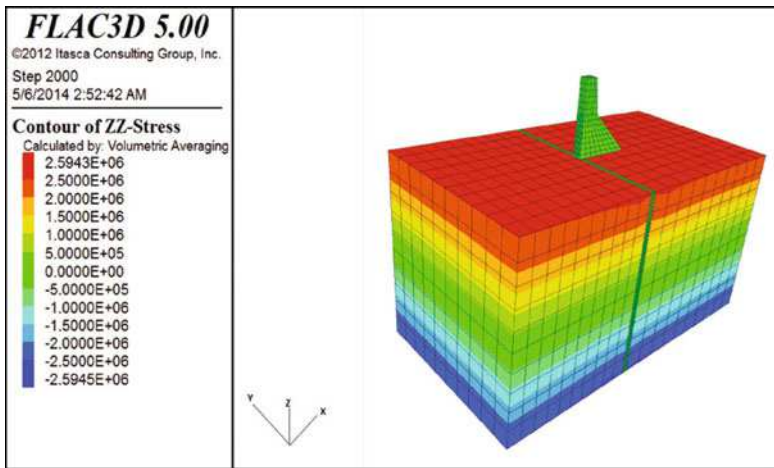 FLAC3D 5.00
©2012 Itasca Consulting Group, Inc.
Step 2000
5/6/2014 2:52:42 AM
Contour of ZZ-Stress
Calculated by: Volumetric Averaging
2.5943E+06
2.5000E+06
2.0000E+06
1.5000E+06
1.0000E+06
5.0000E+05
0.0000E+00
-5.0000E+05
-1.0000E+06
-1.5000E+06
-2.0000E+06
-2.5000E+06
-2.5945E+06
Y
Z
X